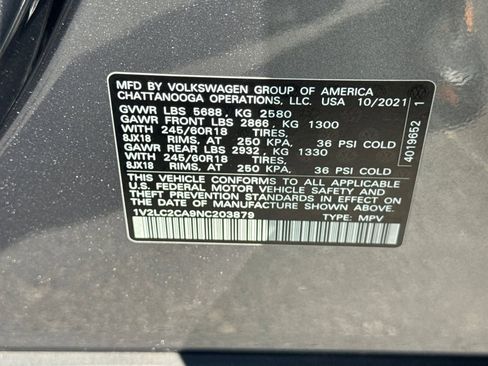 MFD BY VOLKSWAGEN GROUP OF AMERICA
CHATTANOOGA OPERATIONS, LLC. USA 10/2021
GVWR LBS 5688, KG 2580
GAWR FRONT LBS 2866, KG 1300
WITH 245/60R18 TIRES,
8JX18 RIMS, AT 250 KPA, 36 PSI COLD
GAWR REAR LBS 2932, KG 1330
WITH 245/60R18 TIRES,
8JX18 RIMS, AT 250 KPA, 36 PSI COLD
THIS VEHICLE CONFORMS TO ALL APPLICABLE
U.S. FEDERAL MOTOR VEHICLE SAFETY AND
THEFT PREVENTION STANDARDS IN EFFECT ON
THE DATE OF MANUFACTURE SHOWN ABOVE.
1V2LC2CA9NC203879 TYPE: MPV
4019652 1